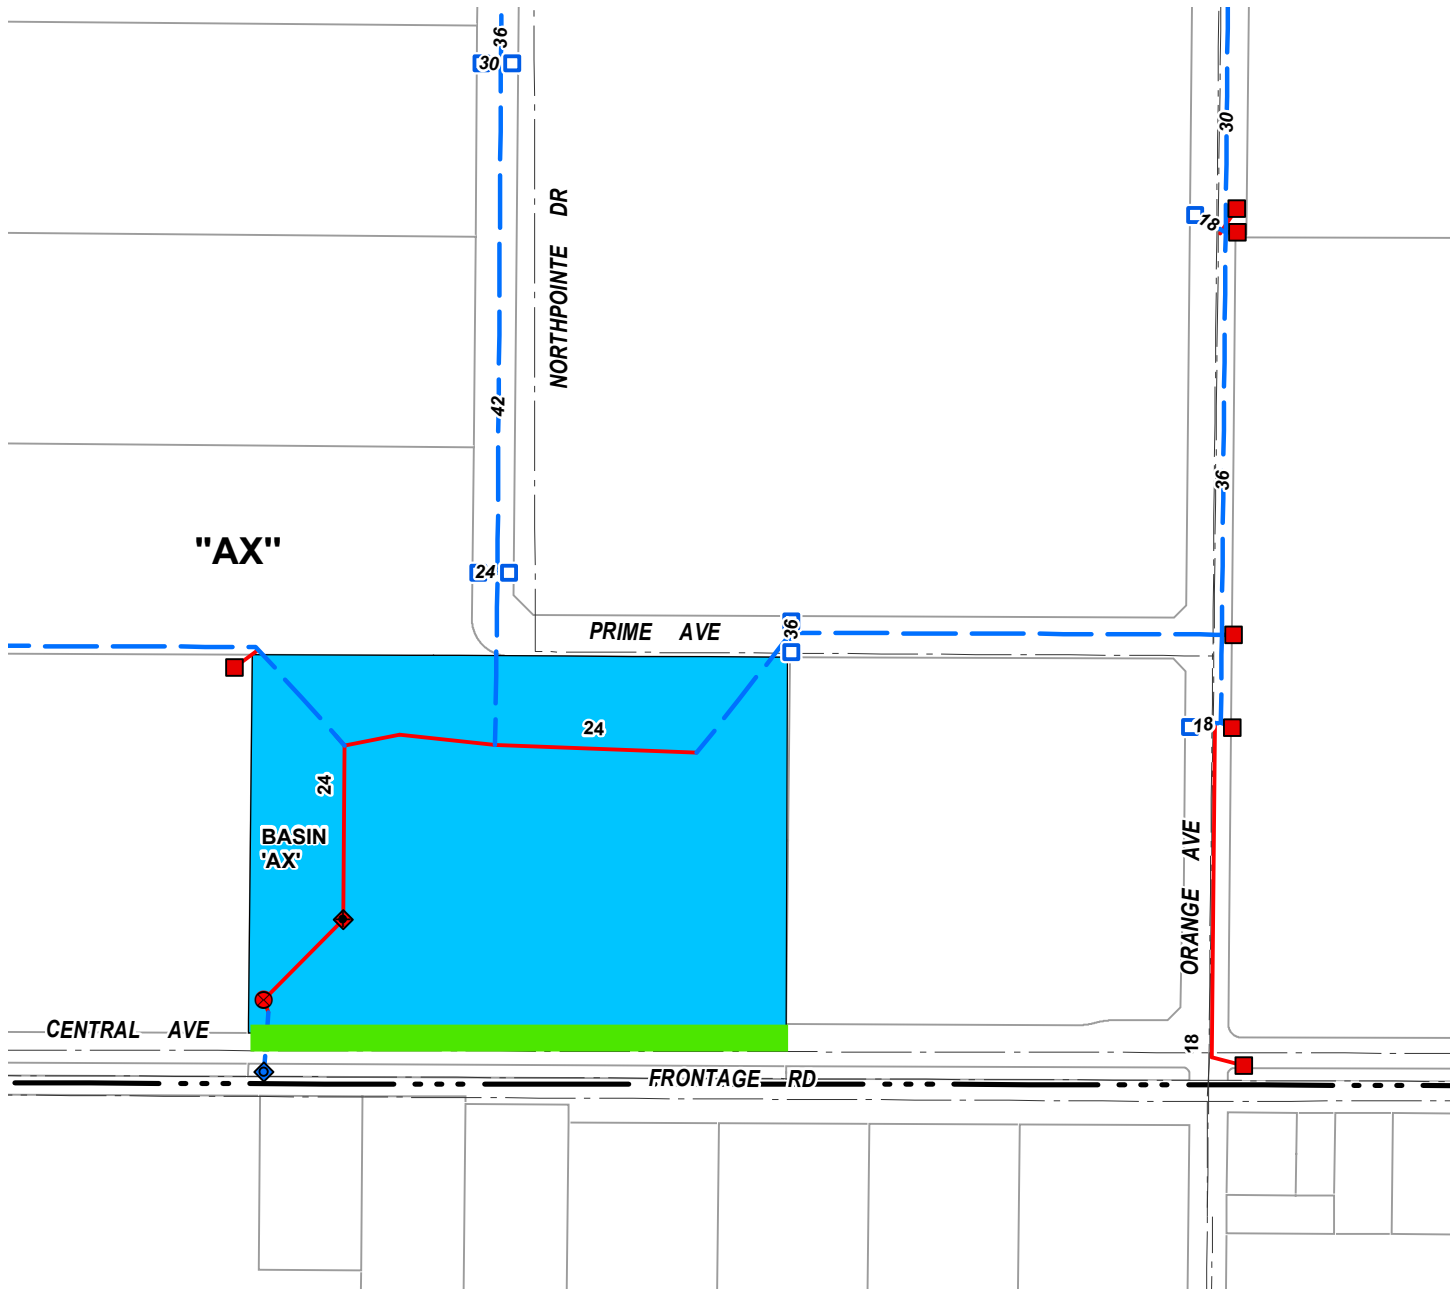 36
30
30
18
NORTHPOINTE DR
42
36
"AX"
24
PRIME AVE
36
18
24
24
BASIN
'AX'
ORANGE AVE
CENTRAL AVE
18
FRONTAGE RD